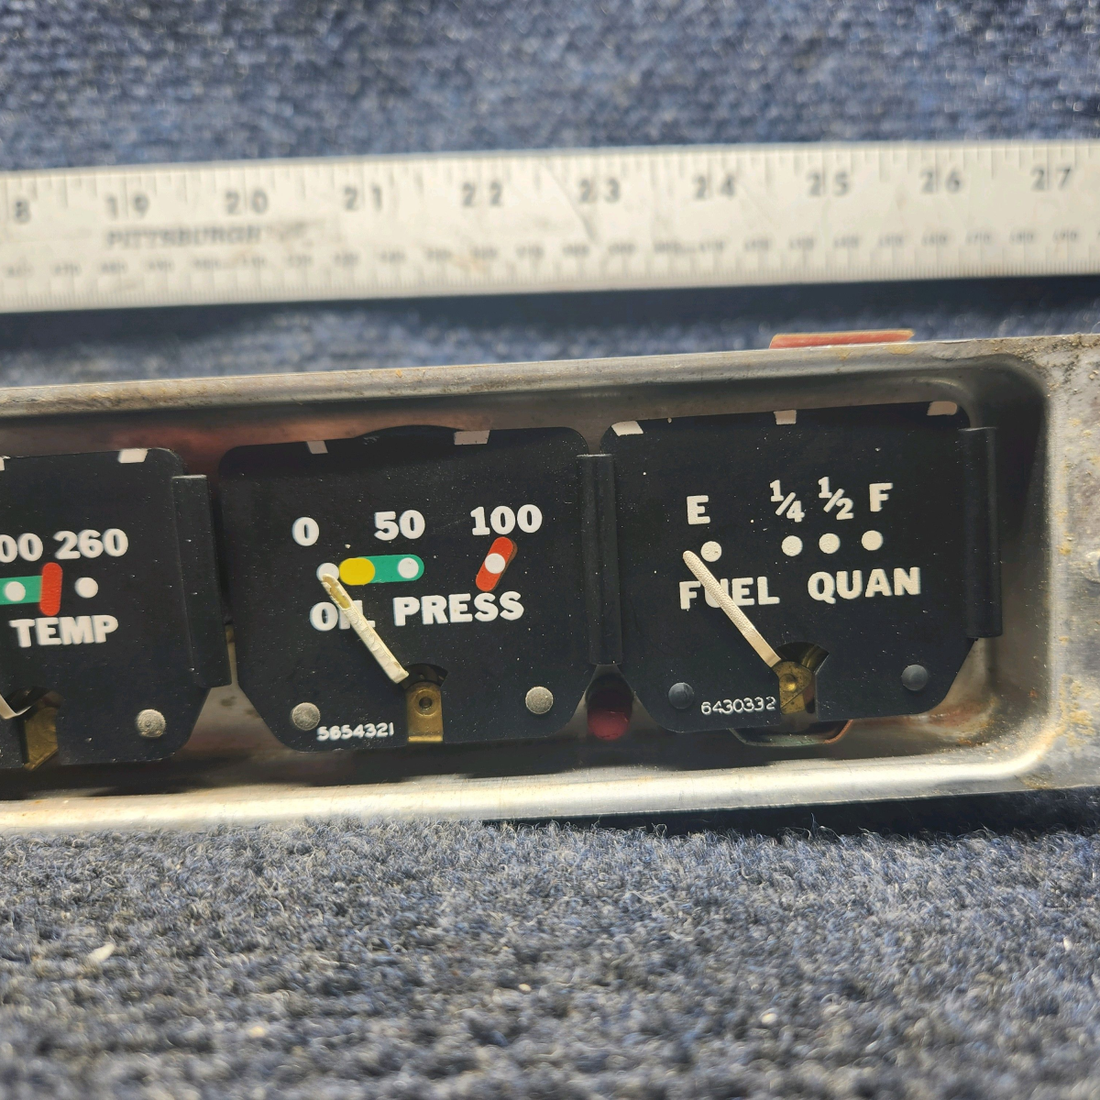 8 19 20 21 22 23 24 25 26 27
PITTSBURGH
00 260
TEMP
0 50 100
OIL PRESS
5654321
E ¼ ½ F
FUEL QUAN
6430332